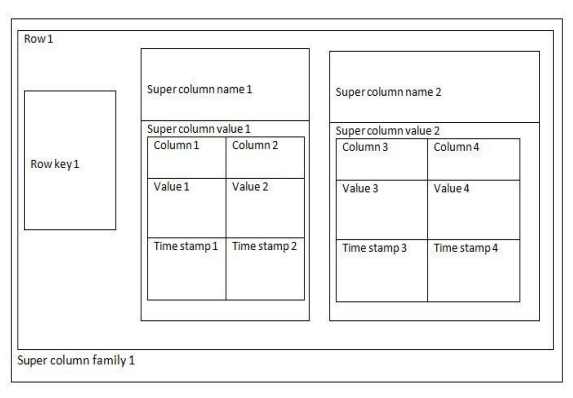 Row 1
Row key 1
Super column name 1
Super column value 1
Column 1 Column 2
Value 1 Value 2
Time stamp 1 Time stamp 2
Super column name 2
Super column value 2
Column 3 Column 4
Value 3 Value 4
Time stamp 3 Time stamp 4
Super column family 1